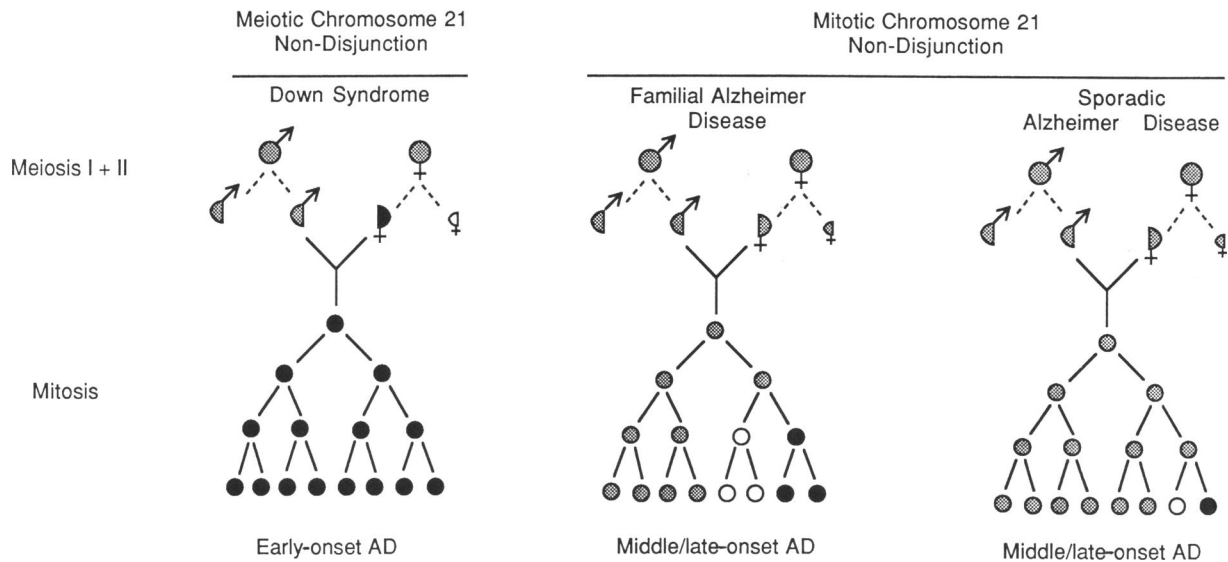 Meiotic Chromosome 21
Non-Disjunction
Mitotic Chromosome 21
Non-Disjunction
Down Syndrome
Familial Alzheimer
Disease
Sporadic
Alzheimer Disease
Meiosis I + II
Mitosis
Early-onset AD
Middle/late-onset AD
Middle/late-onset AD